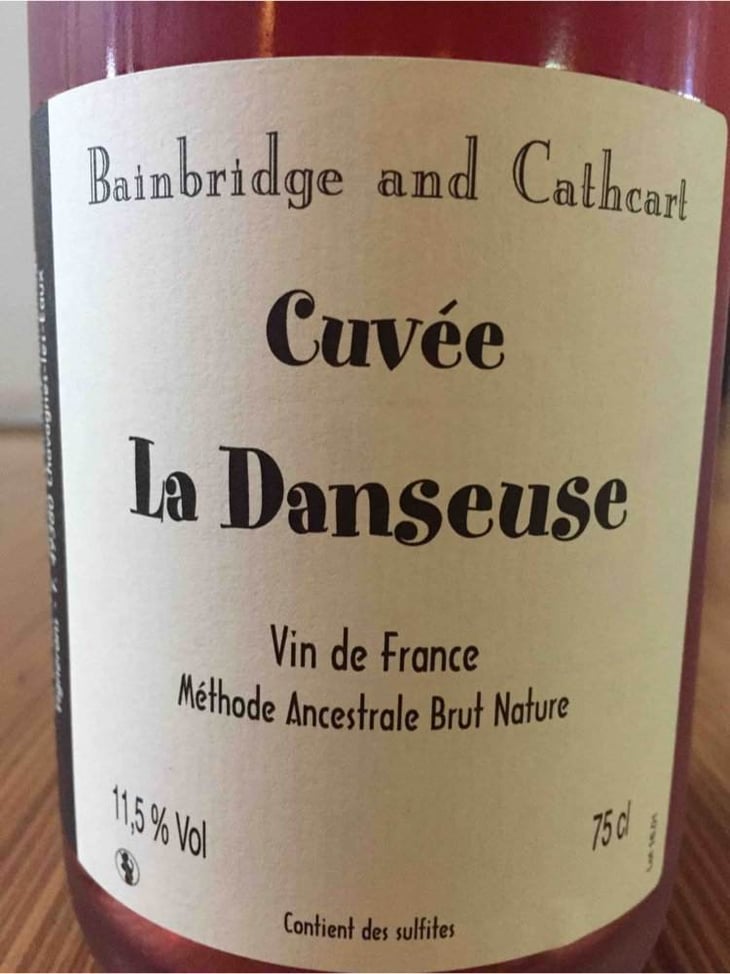 Bainbridge and Cathcart
Cuvée
La Danseuse
Vin de France
Méthode Ancestrale Brut Nature
11,5 % Vol
75 cl
Contient des sulfites